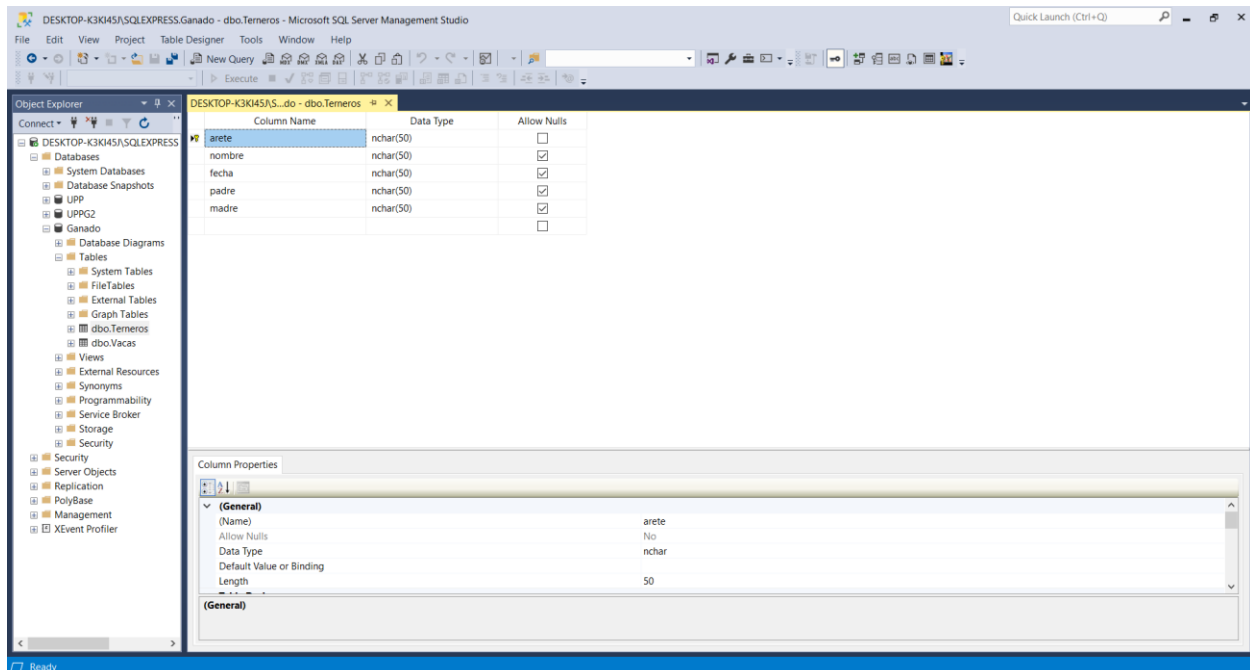 DESKTOP-K3KI45J\SQLEXPRESS.Ganado - dbo.Terneros - Microsoft SQL Server Management Studio
Quick Launch (Ctrl+Q)
File Edit View Project Table Designer Tools Window Help
New Query
Execute
Object Explorer
DESKTOP-K3KI45J\S...do - dbo.Terneros
Connect
DESKTOP-K3KI45J\SQLEXPRESS
Databases
System Databases
Database Snapshots
UPP
UPPG2
Ganado
Database Diagrams
Tables
System Tables
FileTables
External Tables
Graph Tables
dbo.Terneros
dbo.Vacas
Views
External Resources
Synonyms
Programmability
Service Broker
Storage
Security
Security
Server Objects
Replication
PolyBase
Management
XEvent Profiler
Column Name Data Type Allow Nulls
arete nchar(50)
nombre nchar(50)
fecha nchar(50)
padre nchar(50)
madre nchar(50)
Column Properties
(General)
(Name) arete
Allow Nulls No
Data Type nchar
Default Value or Binding
Length 50
(General)
Ready